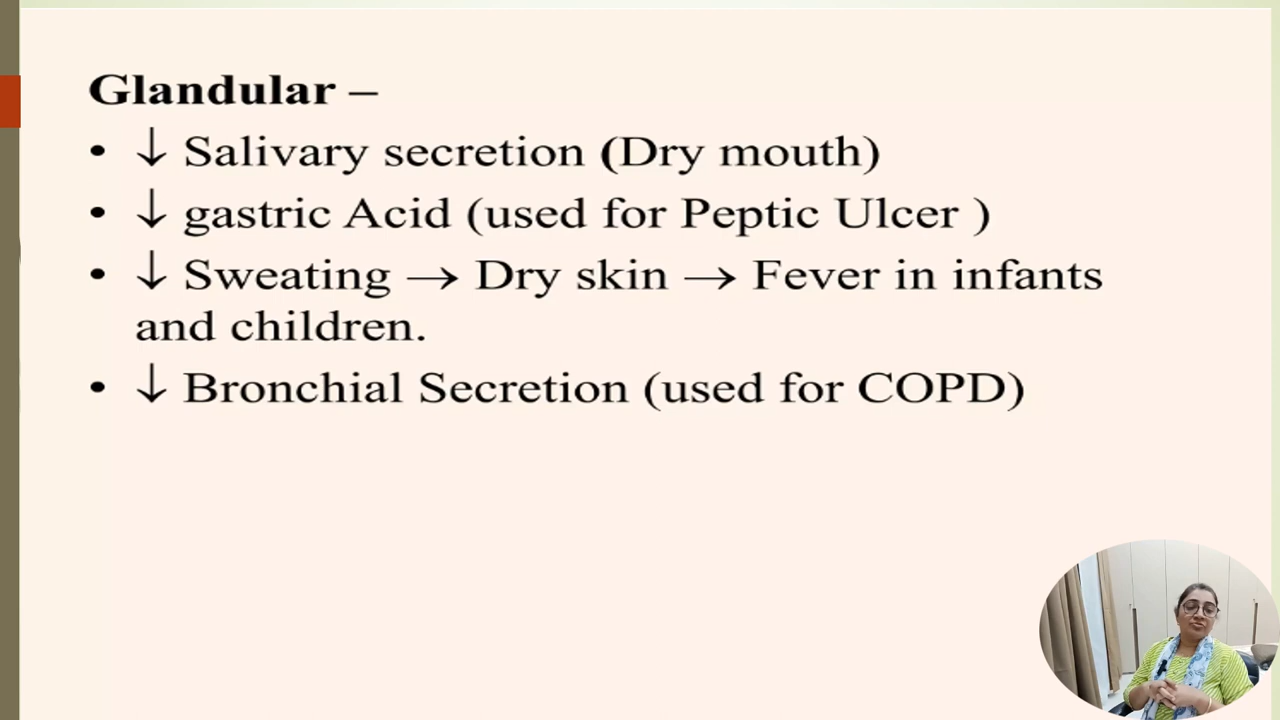 Glandular –
• ↓ Salivary secretion (Dry mouth)
• ↓ gastric Acid (used for Peptic Ulcer )
• ↓ Sweating → Dry skin → Fever in infants
and children.
• ↓ Bronchial Secretion (used for COPD)